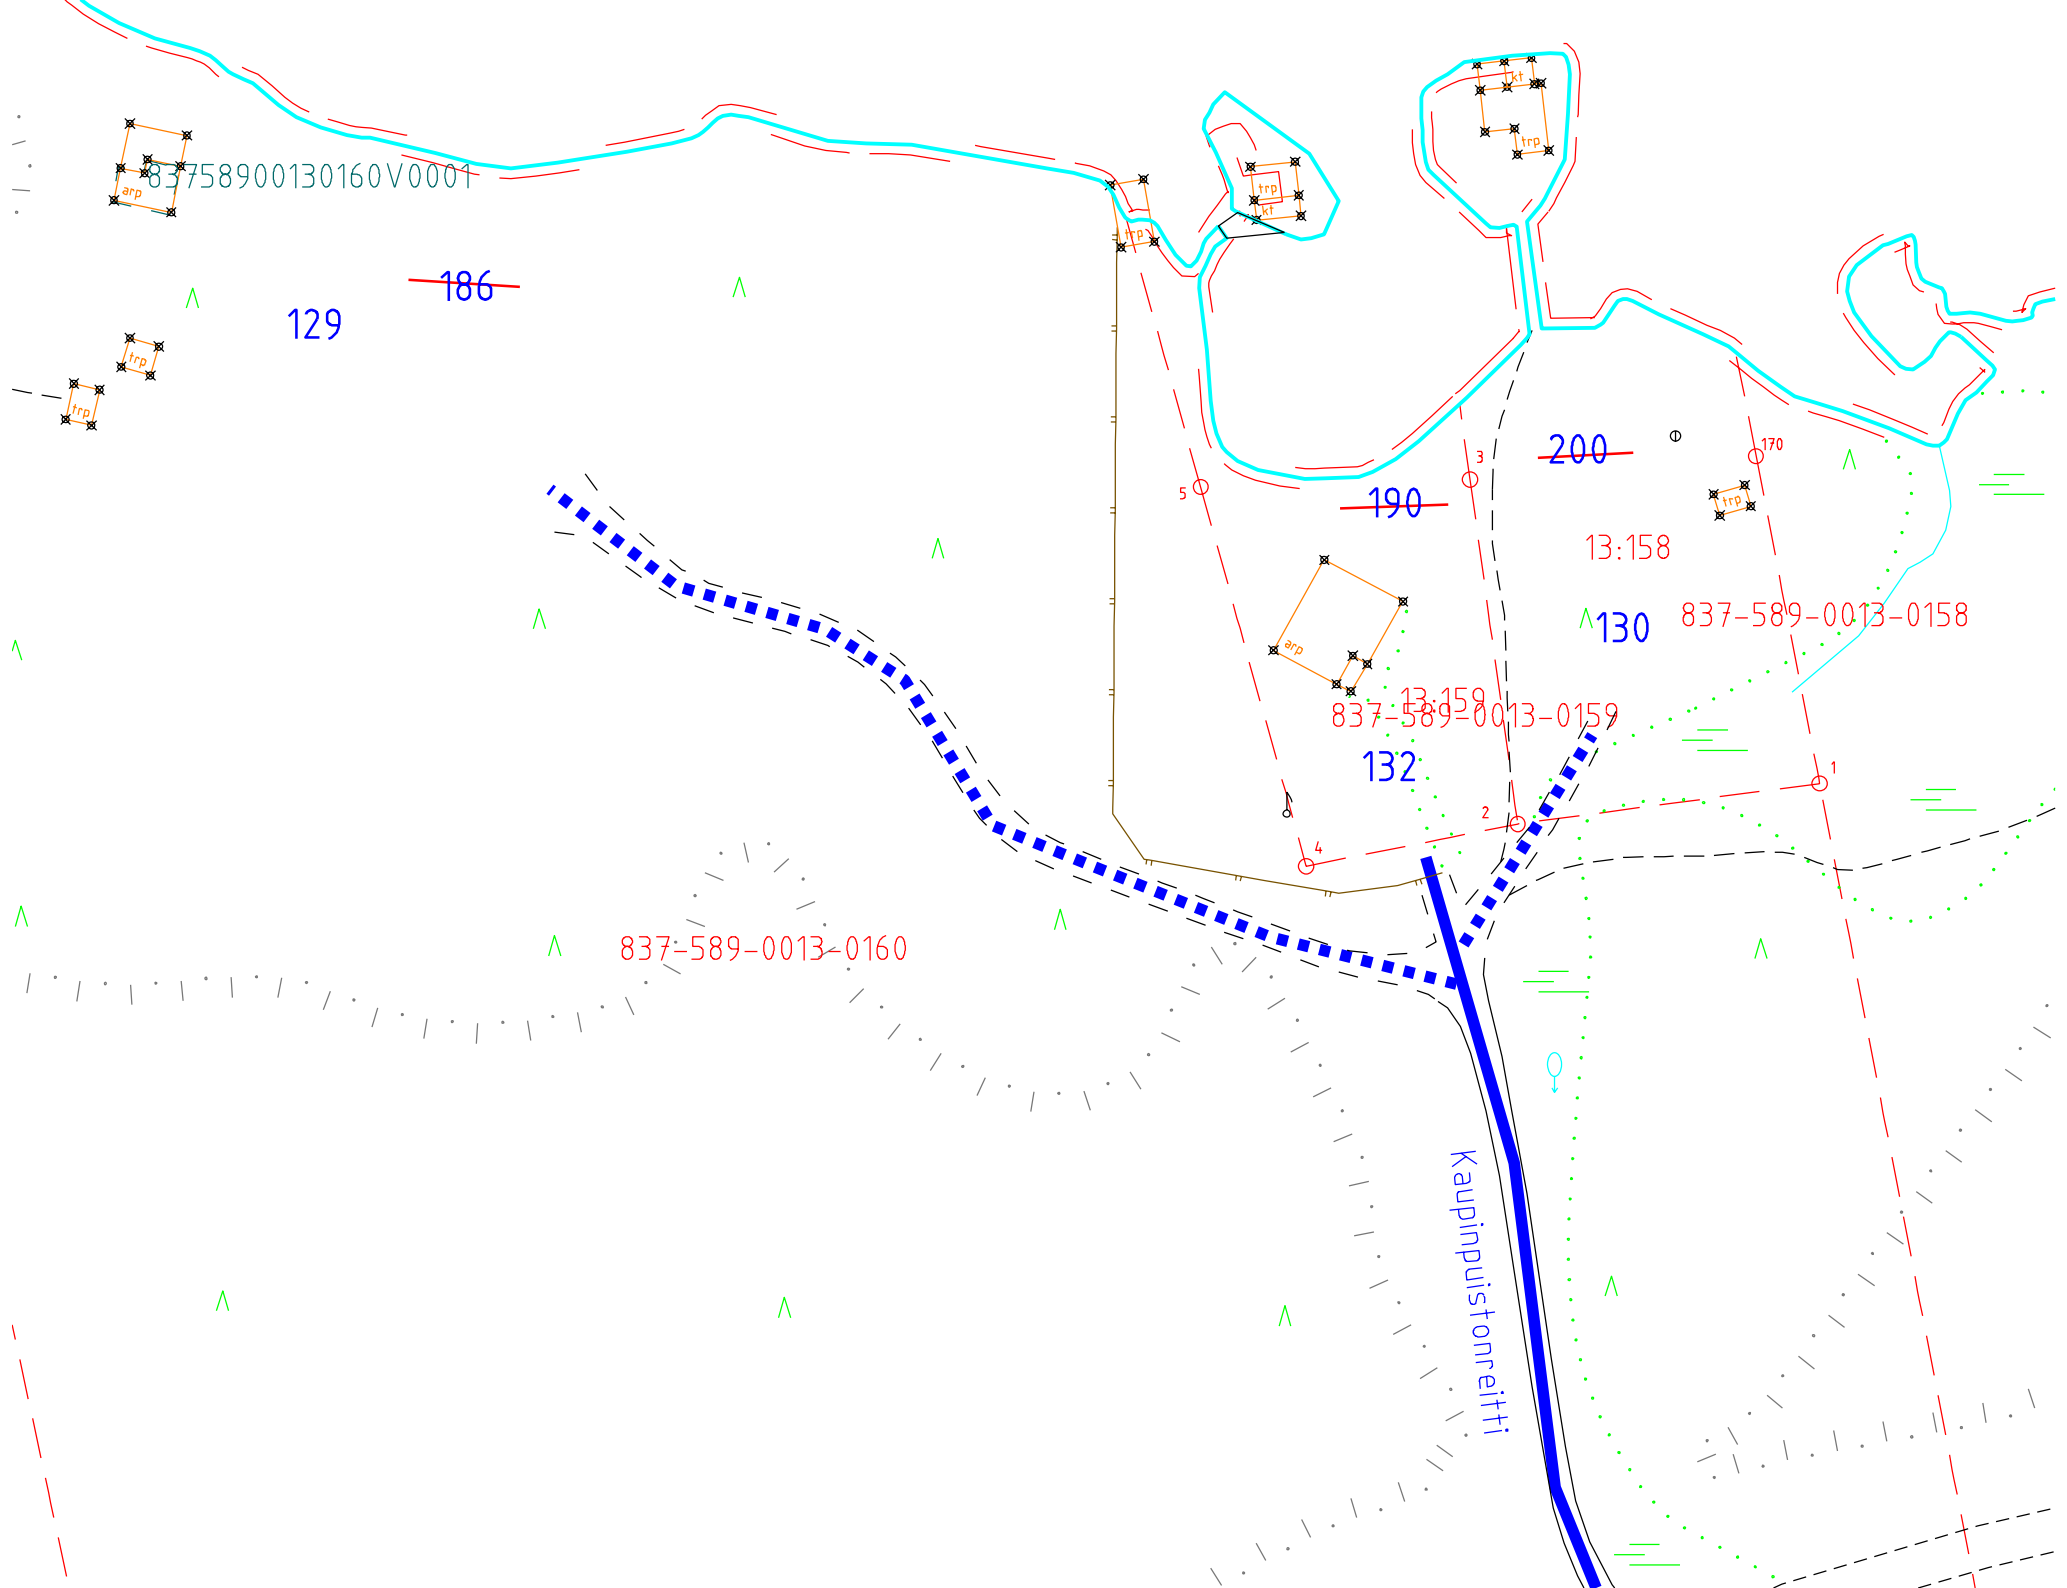 kt
trp
83758900130160V0001
arp
trp
kt
trp
186
129
trp
trp
3
170
200
5
190
trp
13:158
837-589-0013-0158
130
arp
13:159
837-589-0013-0159
132
1
2
4
837-589-0013-0160
Kaupinpuistonreitti